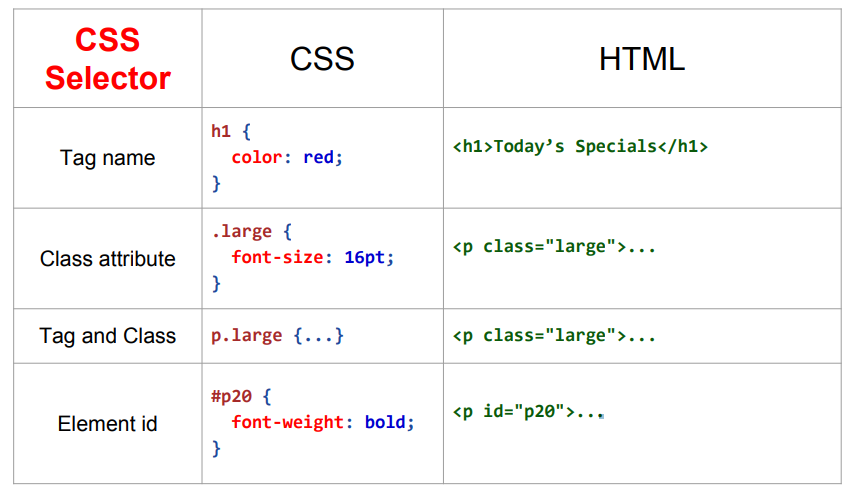 CSS
Selector
CSS
HTML
Tag name
h1 {
color: red;
}
<h1>Today’s Specials</h1>
Class attribute
.large {
font-size: 16pt;
}
<p class="large">...
Tag and Class
p.large {...}
<p class="large">...
Element id
#p20 {
font-weight: bold;
}
<p id="p20">...